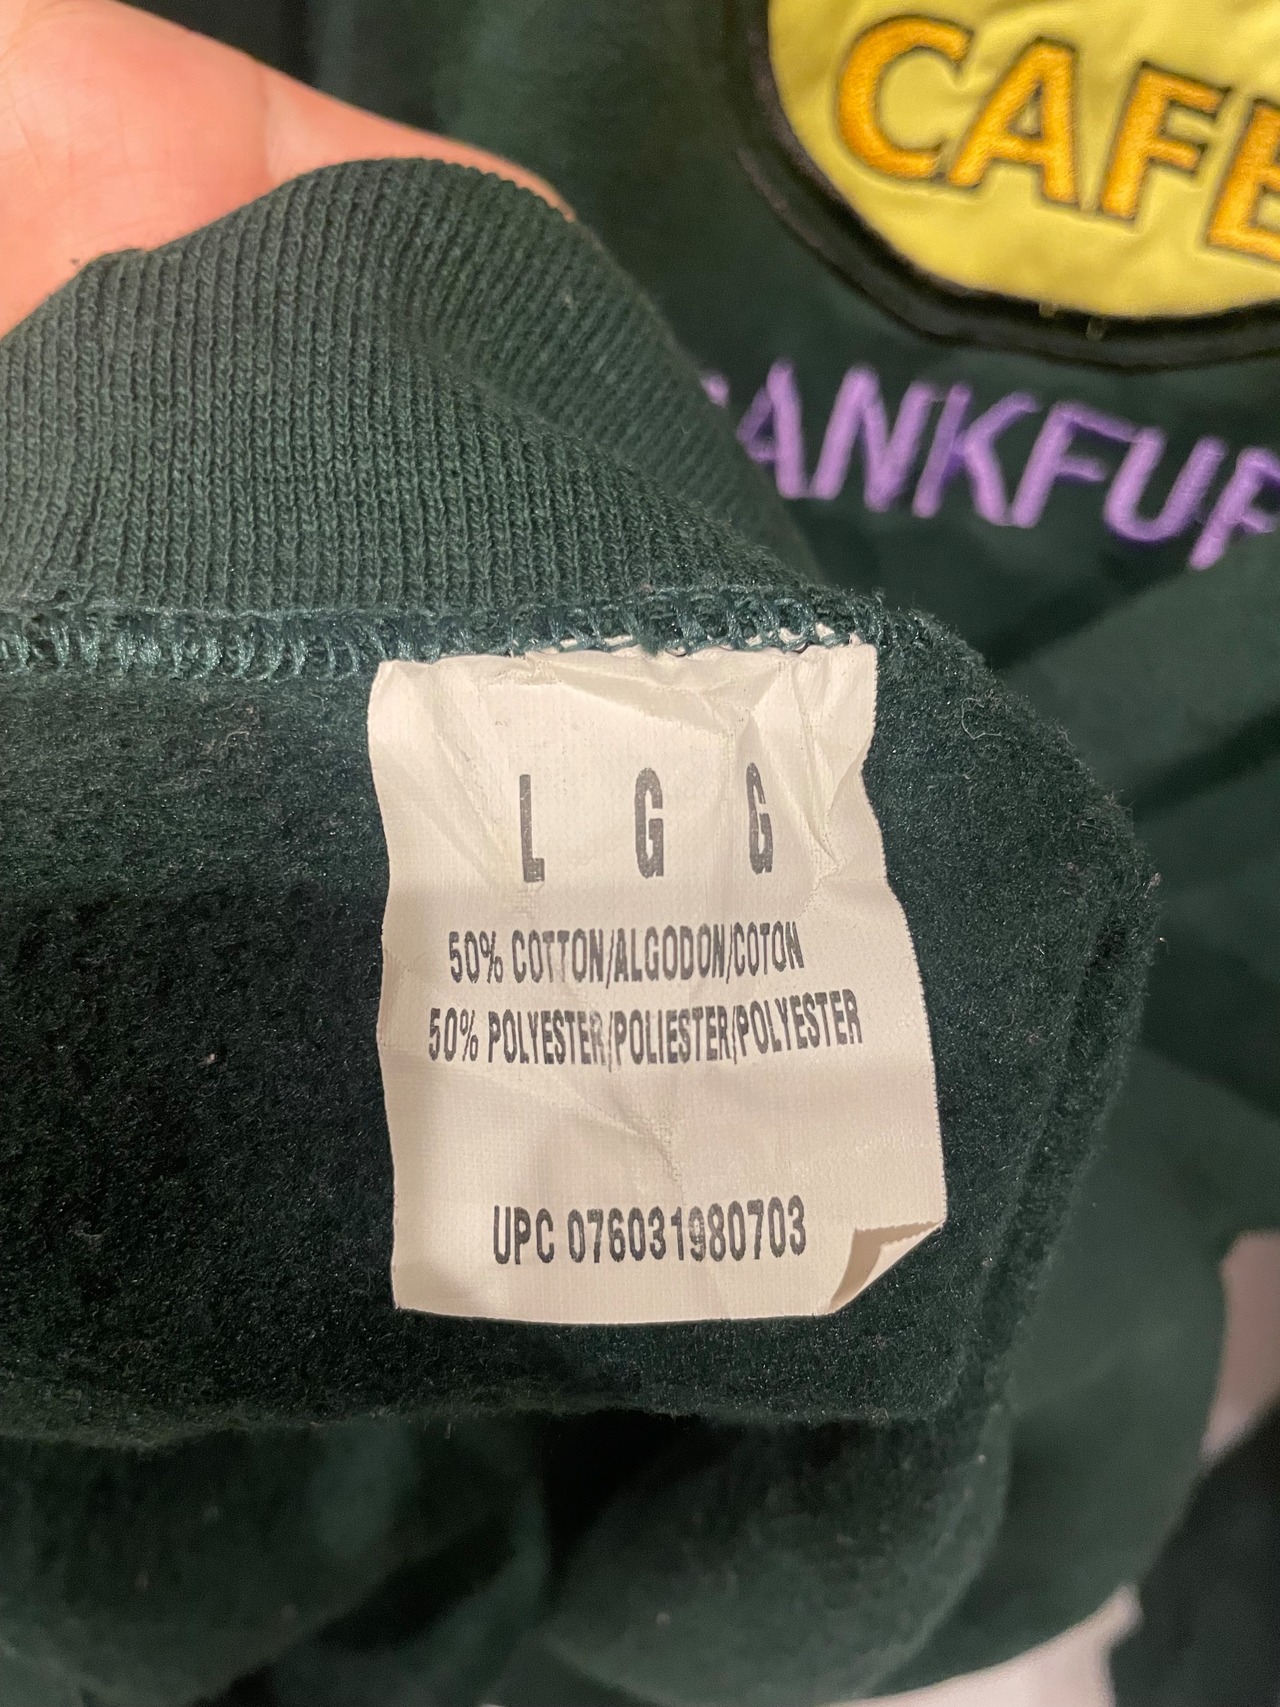 CAFE
ANKFUR
L G G
50% COTTON/ALGODON/COTON
50% POLYESTER/POLIESTER/POLYESTER
UPC 076031980703